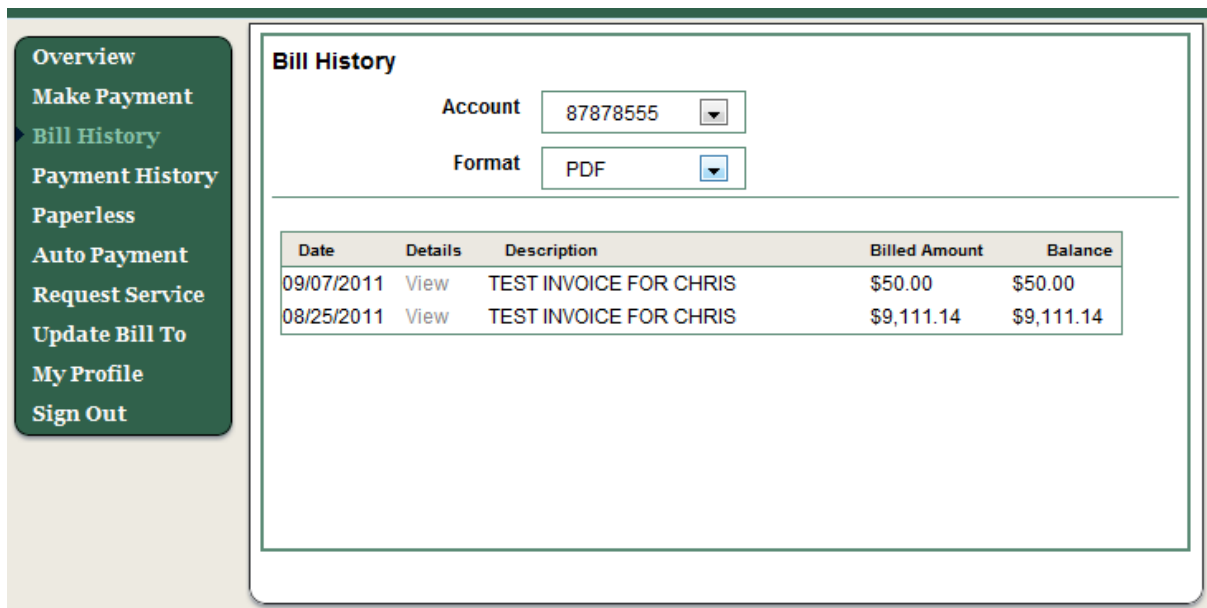 Overview
Make Payment
Bill History
Payment History
Paperless
Auto Payment
Request Service
Update Bill To
My Profile
Sign Out
Bill History
Account 87878555
Format PDF
Date Details Description Billed Amount Balance
09/07/2011 View TEST INVOICE FOR CHRIS $50.00 $50.00
08/25/2011 View TEST INVOICE FOR CHRIS $9,111.14 $9,111.14